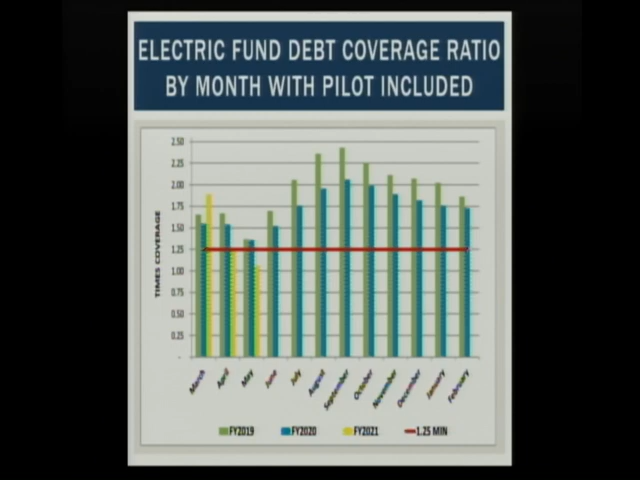 ELECTRIC FUND DEBT COVERAGE RATIO
BY MONTH WITH PILOT INCLUDED
2.50
2.25
2.00
1.75
1.50
1.25
1.00
0.75
0.50
0.25
-
TIMES COVERAGE
March
April
May
June
July
August
September
October
November
December
January
February
FY2019
FY2020
FY2021
1.25 MIN